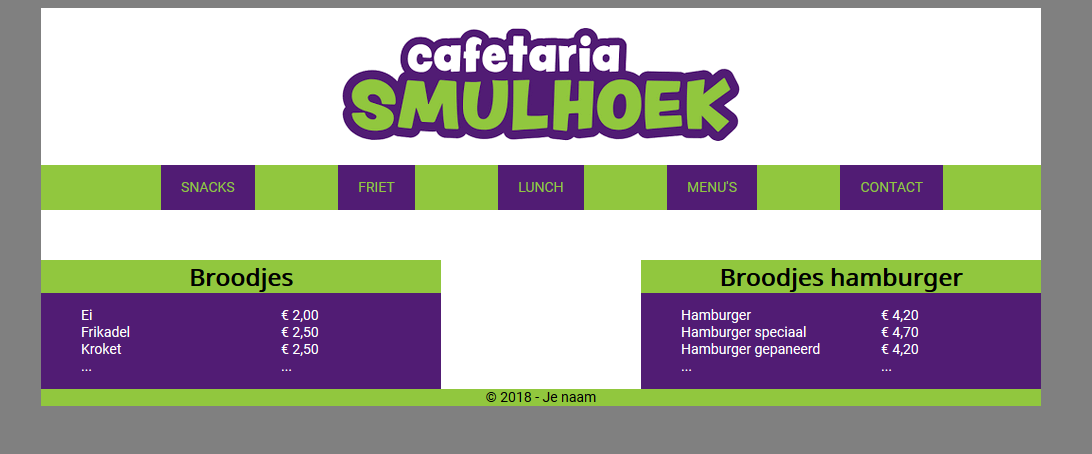 cafetaria
SMULHOEK
SNACKS FRIET LUNCH MENU'S CONTACT
Broodjes
Ei € 2,00
Frikadel € 2,50
Kroket € 2,50
... ...
Broodjes hamburger
Hamburger € 4,20
Hamburger speciaal € 4,70
Hamburger gepaneerd € 4,20
... ...
© 2018 - Je naam